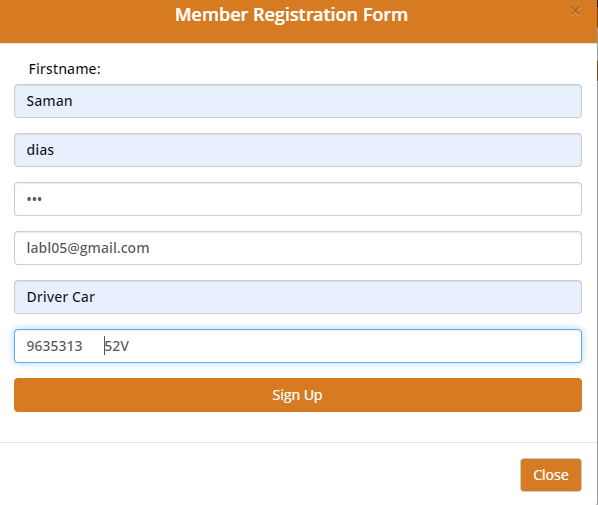 Member Registration Form
×
Firstname:
Saman
dias
•••
labl05@gmail.com
Driver Car
9635313 52V
Sign Up
Close